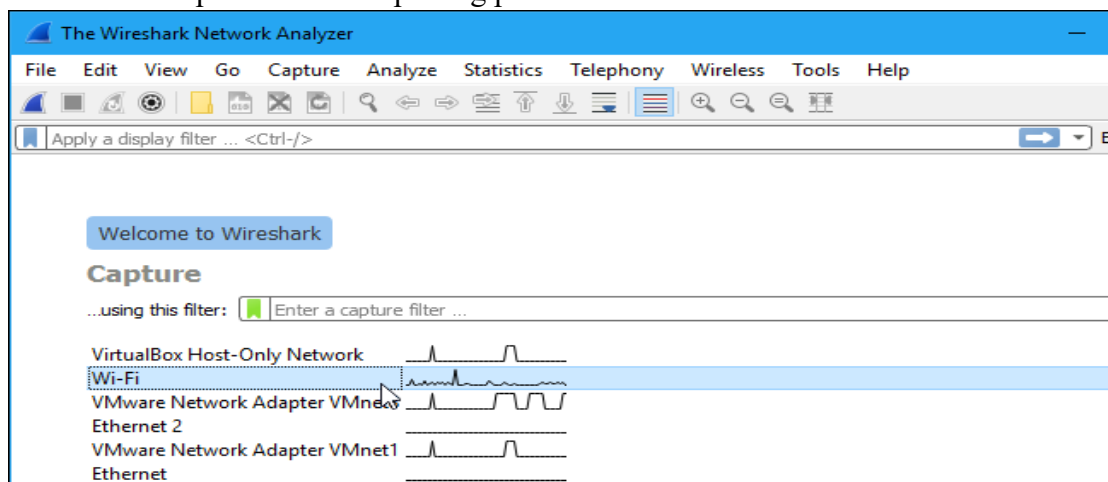 The Wireshark Network Analyzer
File Edit View Go Capture Analyze Statistics Telephony Wireless Tools Help
Apply a display filter ... <Ctrl-/>
Welcome to Wireshark
Capture
...using this filter: Enter a capture filter ...
VirtualBox Host-Only Network
Wi-Fi
VMware Network Adapter
Ethernet 2
VMware Network Adapter VMnet1
Ethernet